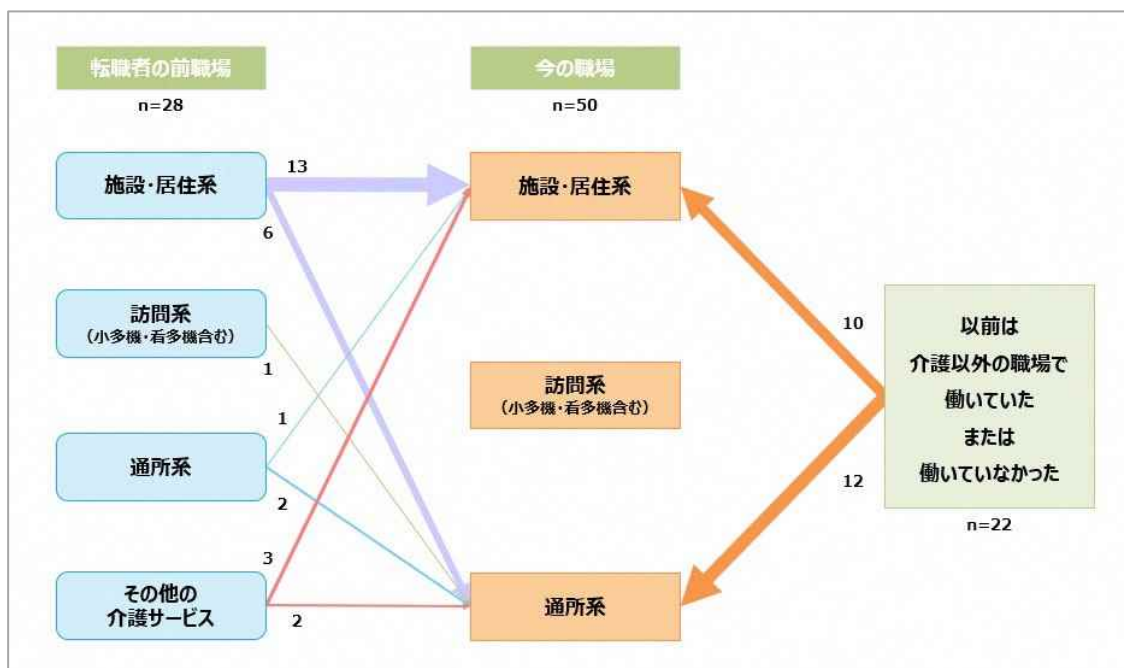 転職者の前職場
n=28
今の職場
n=50
施設・居住系
13
6
訪問系
(小多機・看多機含む)
1
1
通所系
2
3
その他の
介護サービス
2
施設・居住系
訪問系
(小多機・看多機含む)
通所系
10
12
以前は
介護以外の職場で
働いていた
または
働いていなかった
n=22